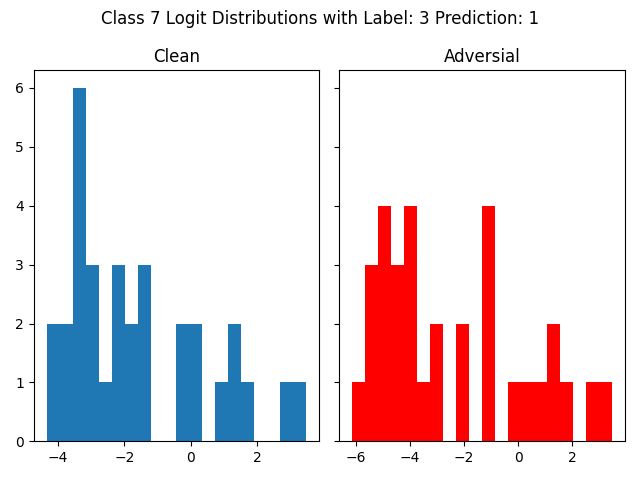 Class 7 Logit Distributions with Label: 3 Prediction: 1
Clean
Adversial
6
5
4
3
2
1
0
−4 −2 0 2
−6 −4 −2 0 2